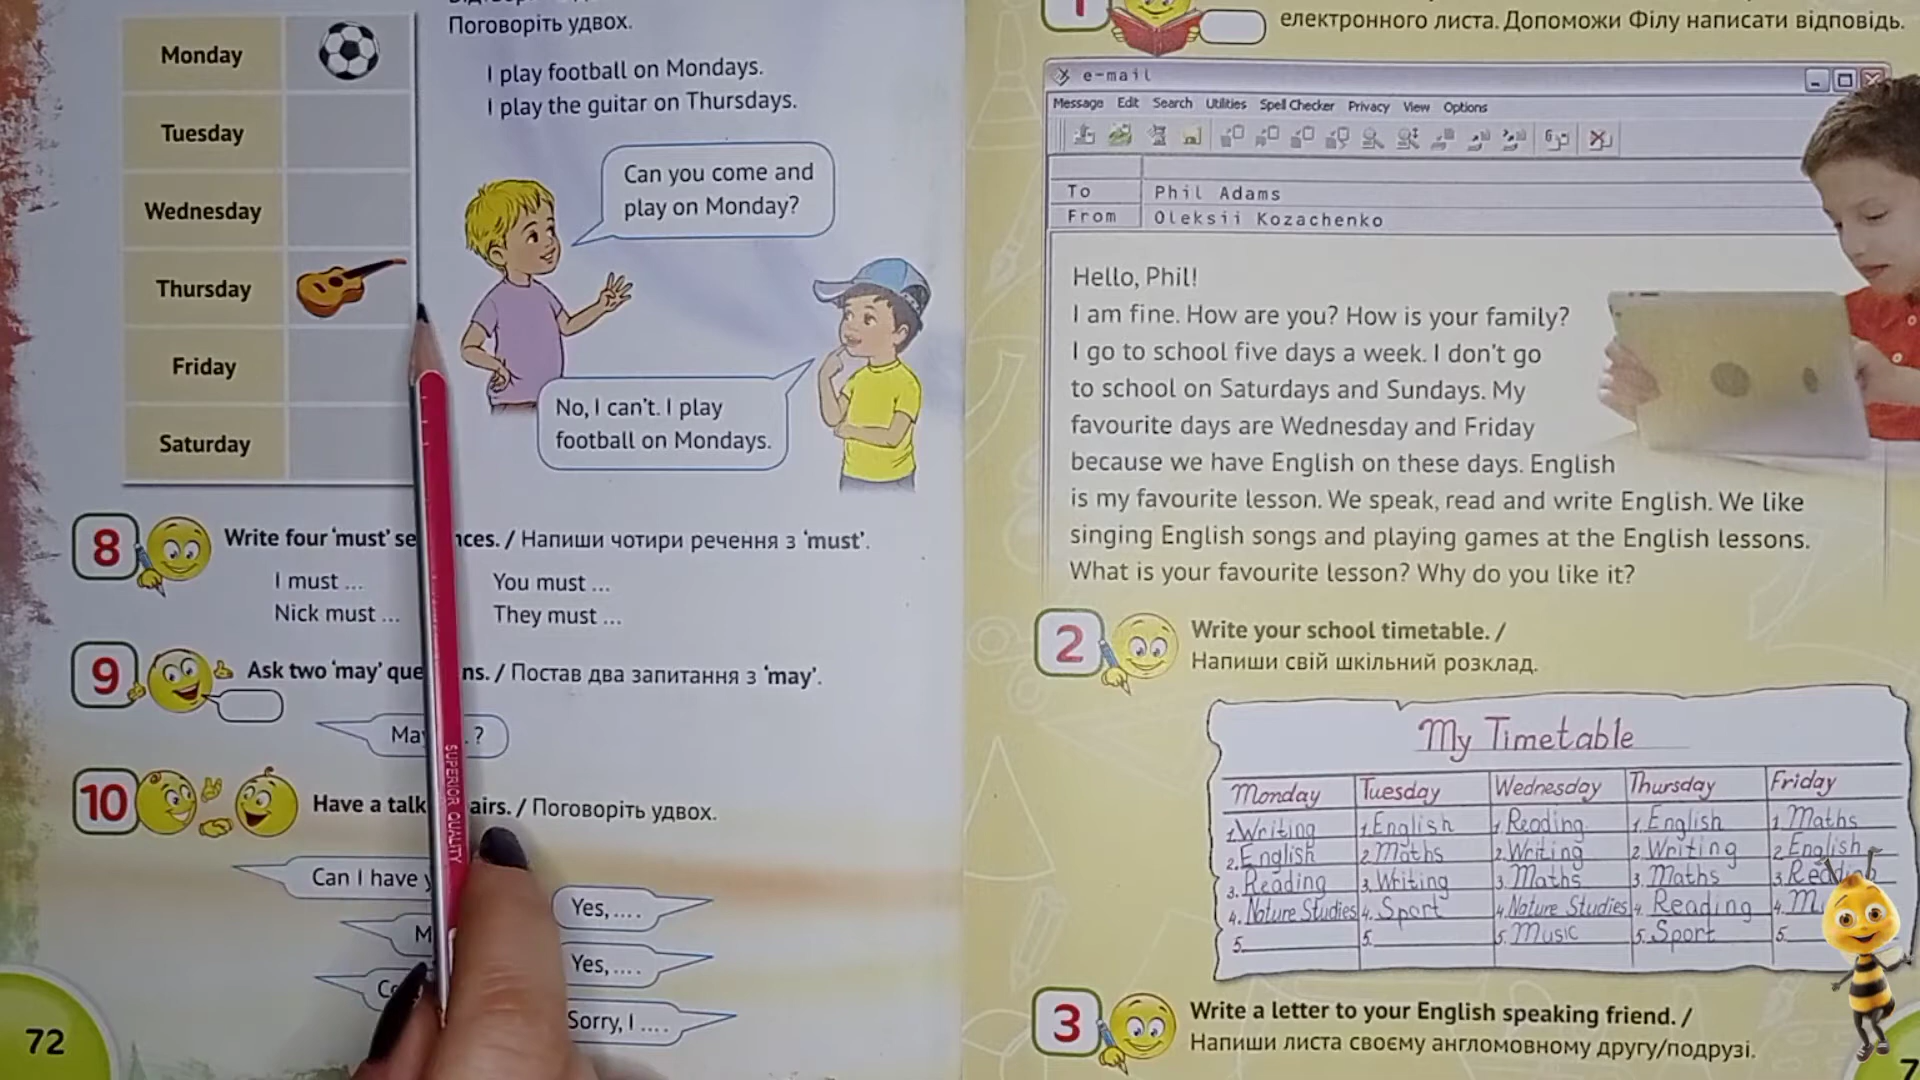 Поговоріть удвох.
Monday
Tuesday
Wednesday
Thursday
Friday
Saturday
I play football on Mondays.
I play the guitar on Thursdays.
Can you come and
play on Monday?
No, I can't. I play
football on Mondays.
8
Write four 'must' se nces. / Напиши чотири речення з 'must'.
I must ...
You must ...
Nick must ...
They must ...
9
Ask two 'may' que ns. / Постав два запитання з 'may'.
Ma . ?
10
Have a talk airs. / Поговоріть удвох.
Can I have
Yes, ....
M
Yes, ....
Sorry, I ....
SUPERIOR QUALITY
72
1
електронного листа. Допоможи Філу написати відповідь.
e-mail
Message Edit Search Utilities Spell Checker Privacy View Options
To Phil Adams
From Oleksii Kozachenko
Hello, Phil!
I am fine. How are you? How is your family?
I go to school five days a week. I don't go
to school on Saturdays and Sundays. My
favourite days are Wednesday and Friday
because we have English on these days. English
is my favourite lesson. We speak, read and write English. We like
singing English songs and playing games at the English lessons.
What is your favourite lesson? Why do you like it?
2
Write your school timetable. /
Напиши свій шкільний розклад.
My Timetable
Monday Tuesday Wednesday Thursday Friday
1. Writing 1. English 1. Reading 1. English 1. Maths
2. English 2. Maths 2. Writing 2. Writing 2. English
3. Reading 3. Writing 3. Maths 3. Maths 3. Reading
4. Nature Studies 4. Sport 4. Nature Studies 4. Reading 4. M
5. 5. 5. Music 5. Sport 5.
3
Write a letter to your English speaking friend. /
Напиши листа своєму англомовному другу/подрузі.